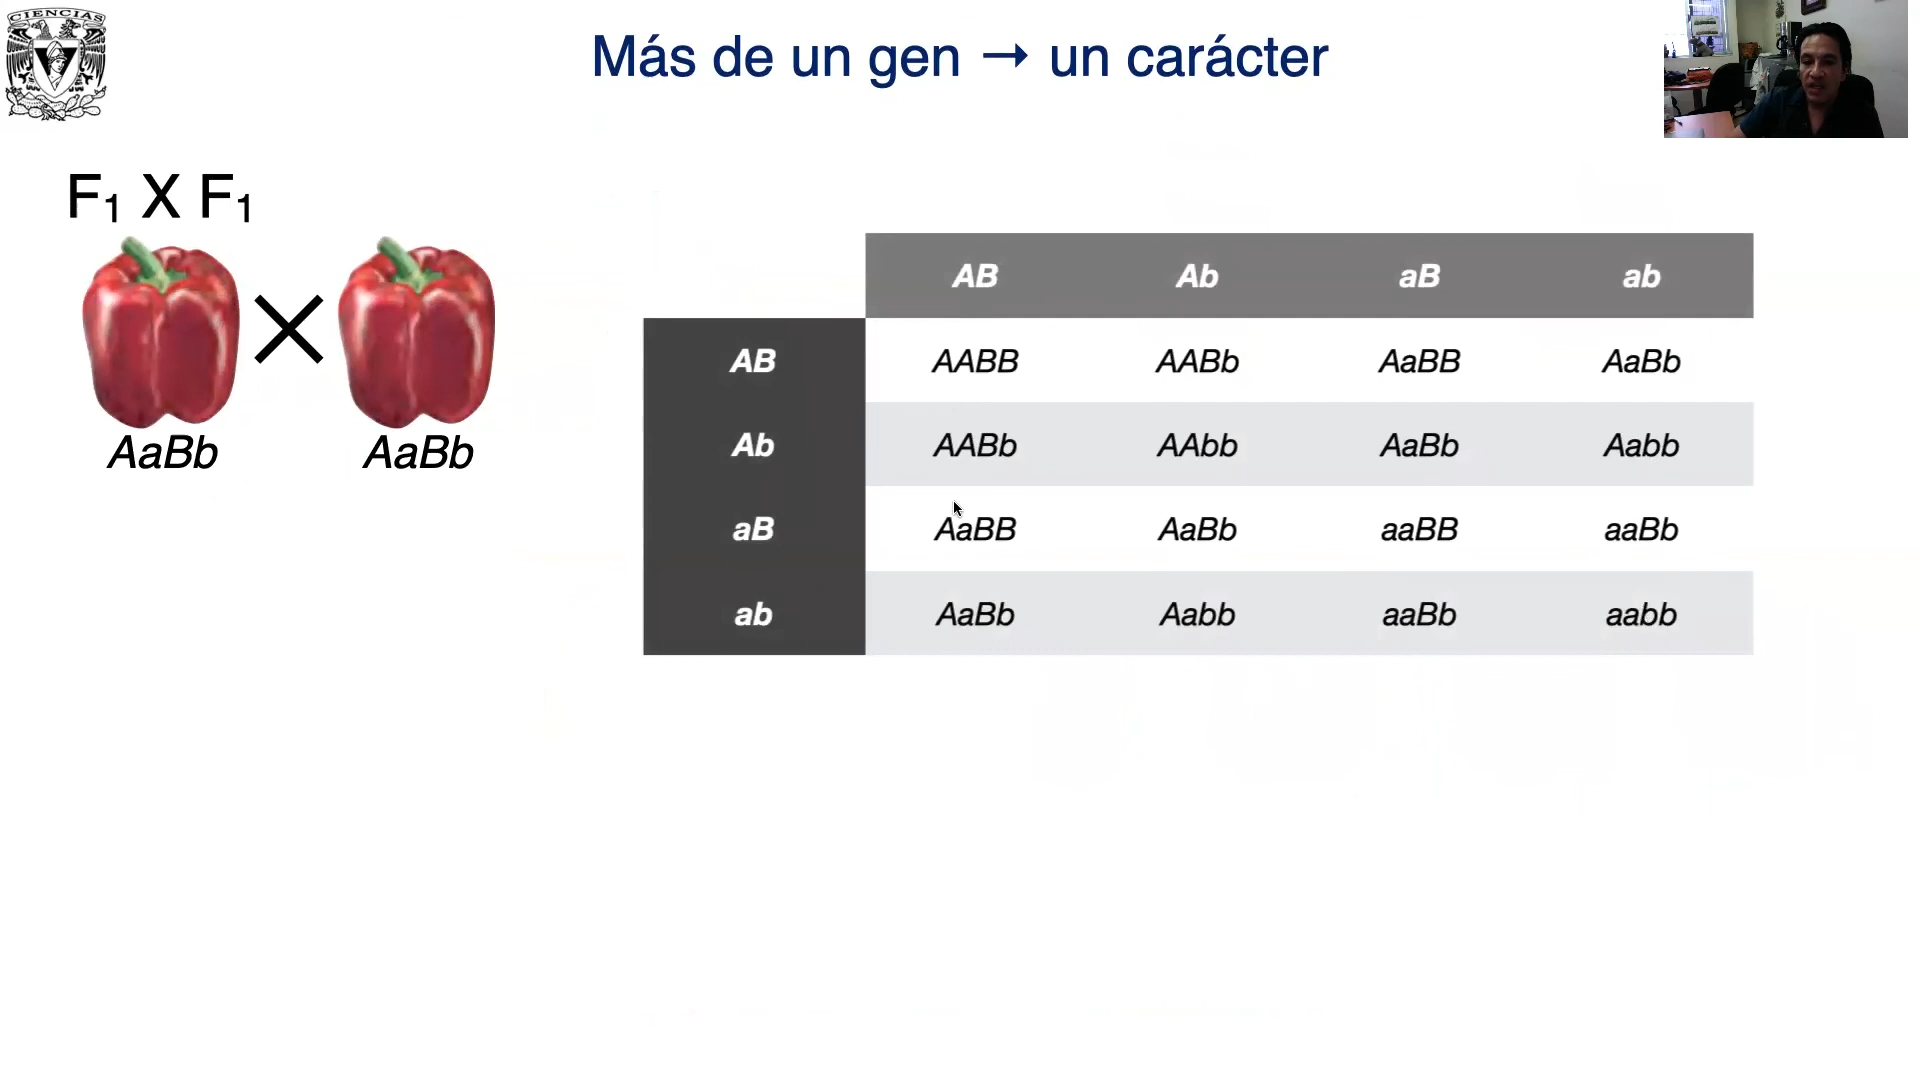 CIENCIAS
Más de un gen → un carácter
F₁ X F₁
AaBb AaBb
AB Ab aB ab
AB AABB AABb AaBB AaBb
Ab AABb AAbb AaBb Aabb
aB AaBB AaBb aaBB aaBb
ab AaBb Aabb aaBb aabb